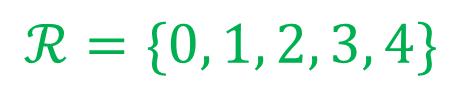 ℛ = {0, 1, 2, 3, 4}